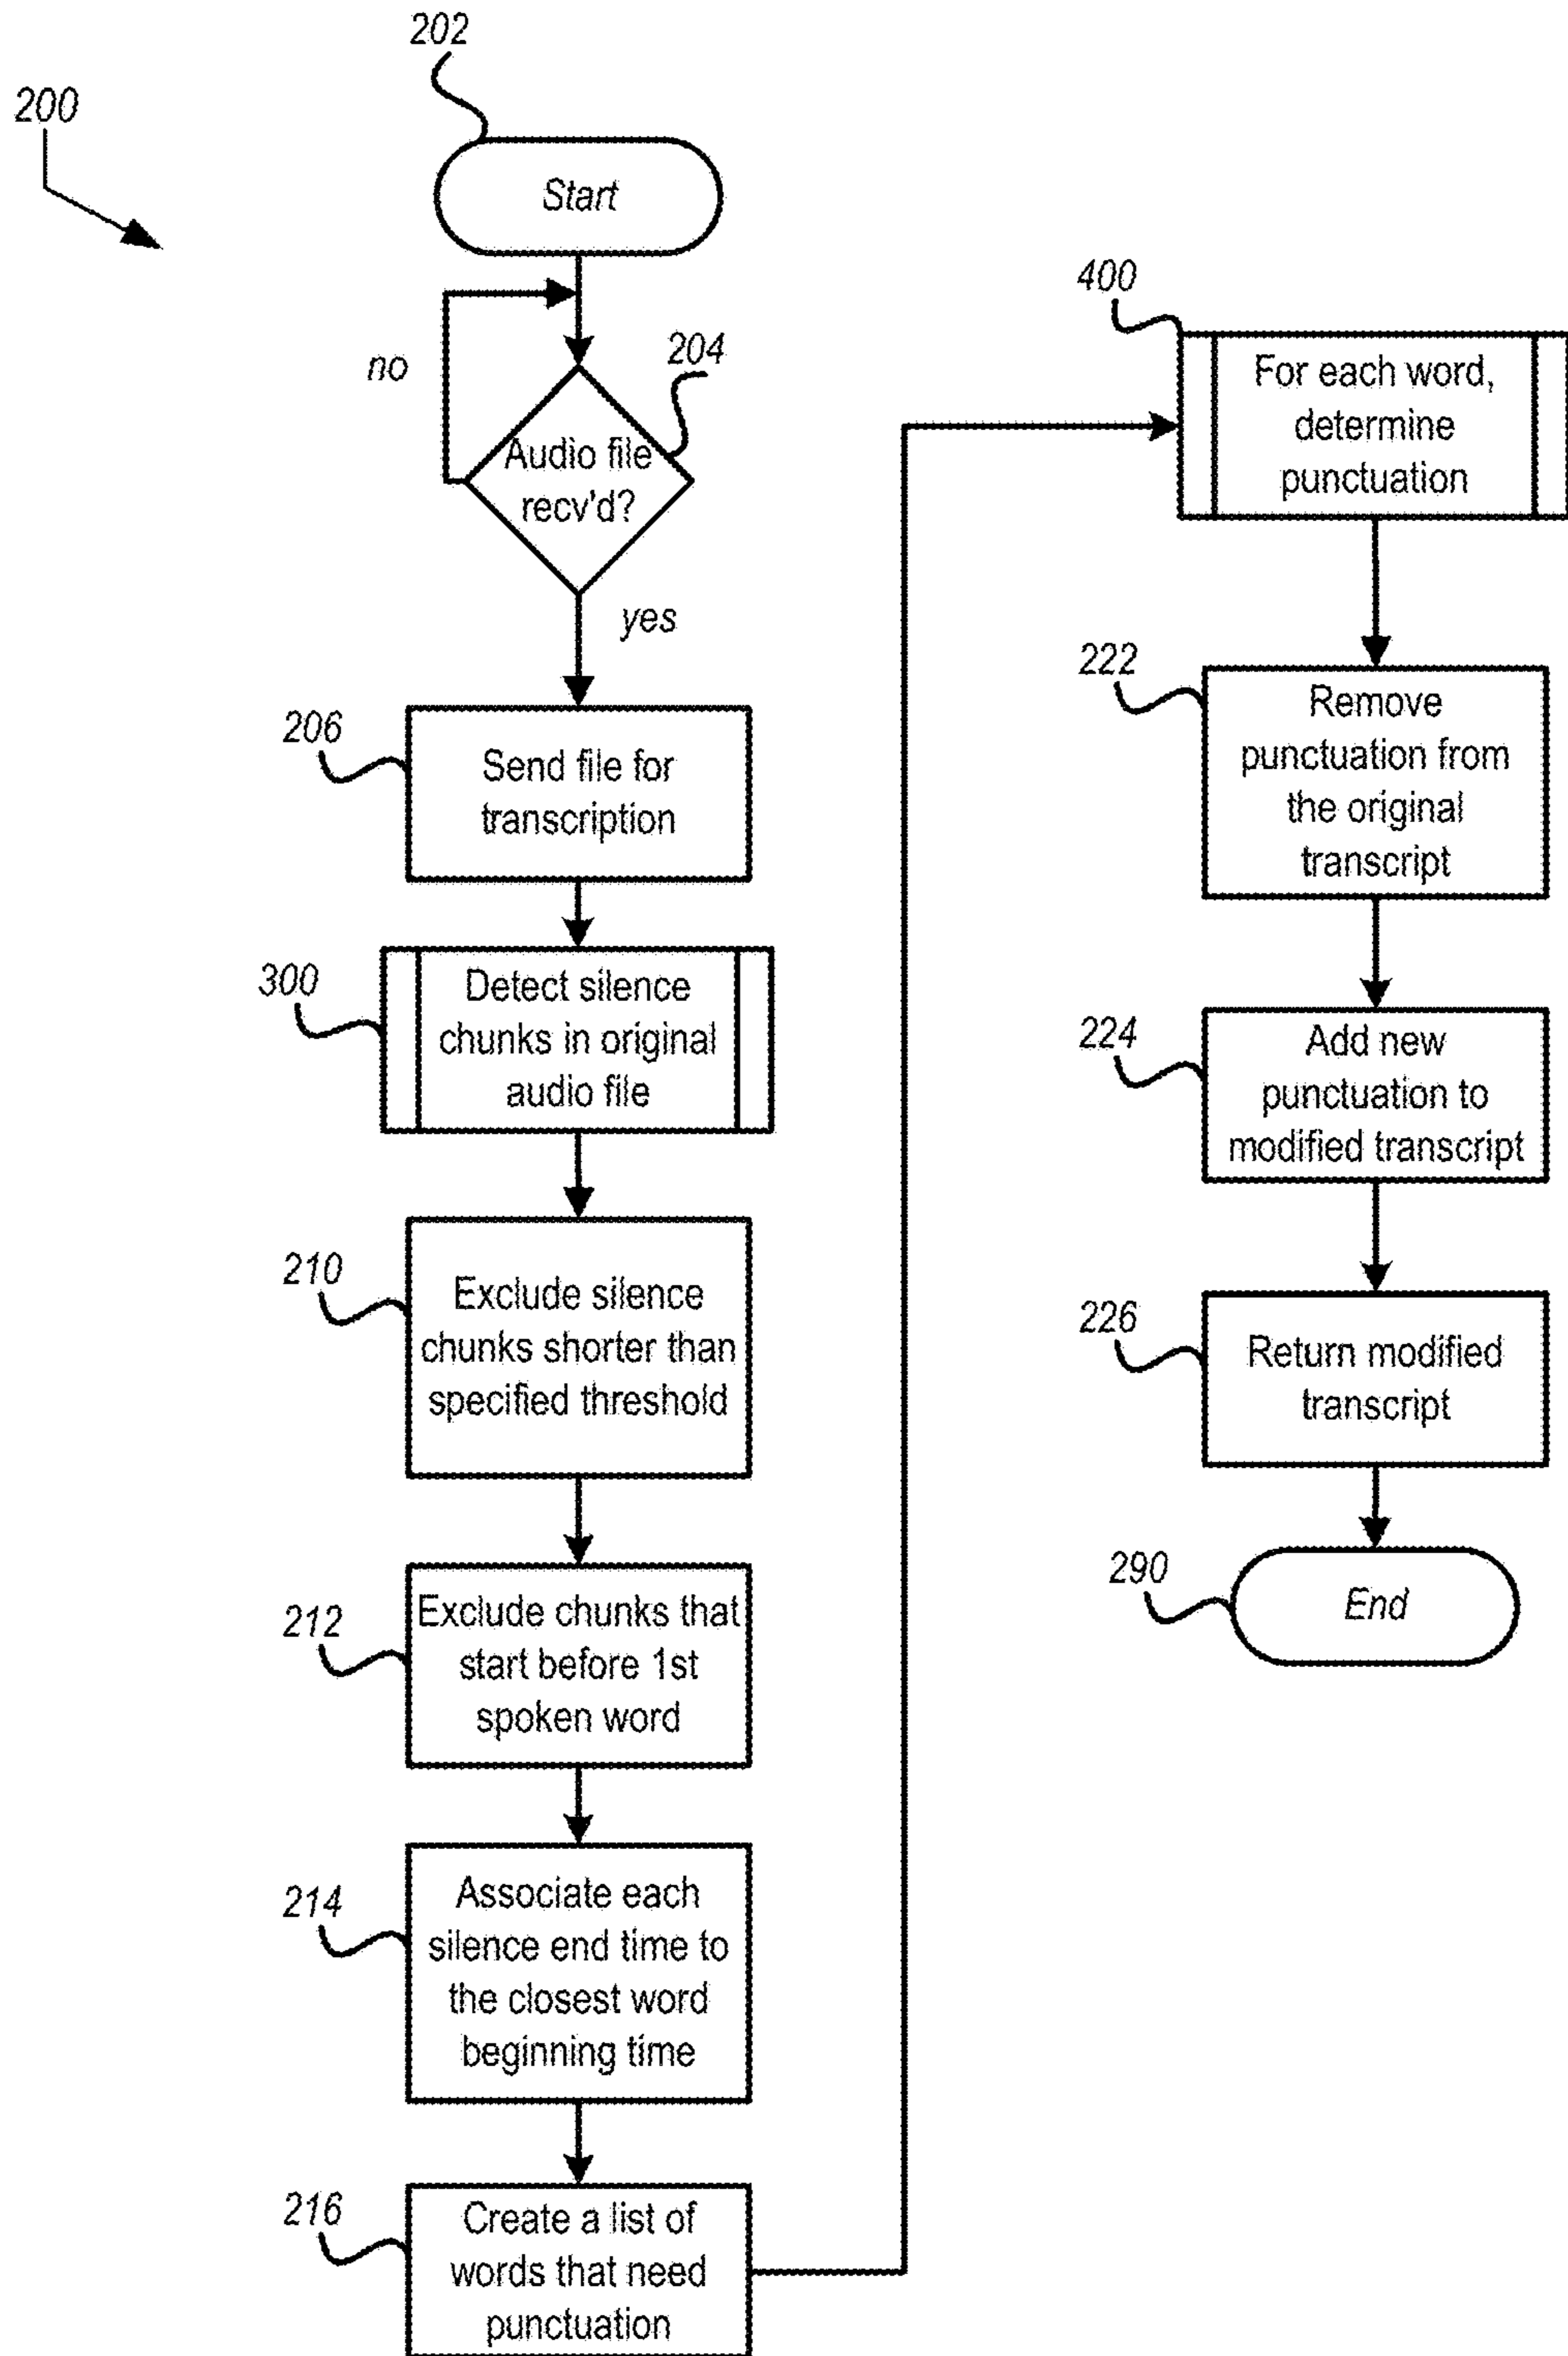 202
200
Start
no
204
Audio file
recv'd?
yes
206
Send file for
transcription
300
Detect silence
chunks in original
audio file
210
Exclude silence
chunks shorter than
specified threshold
212
Exclude chunks that
start before 1st
spoken word
214
Associate each
silence end time to
the closest word
beginning time
216
Create a list of
words that need
punctuation
400
For each word,
determine
punctuation
222
Remove
punctuation from
the original
transcript
224
Add new
punctuation to
modified transcript
226
Return modified
transcript
290
End